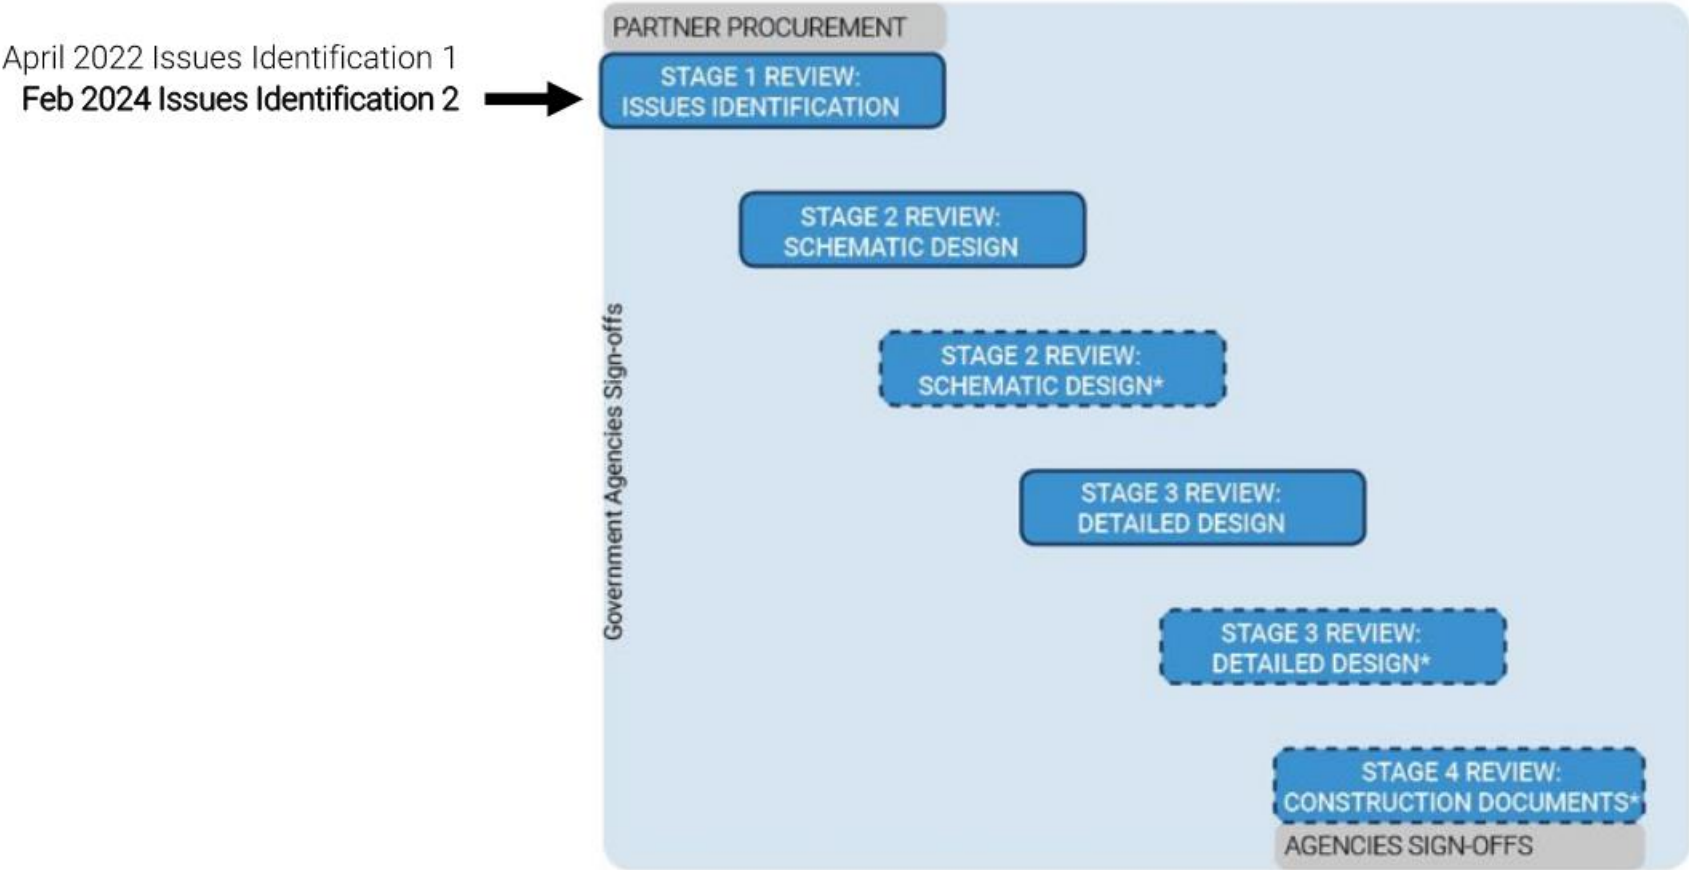 PARTNER PROCUREMENT
April 2022 Issues Identification 1
Feb 2024 Issues Identification 2
STAGE 1 REVIEW:
ISSUES IDENTIFICATION
STAGE 2 REVIEW:
SCHEMATIC DESIGN
Government Agencies Sign-offs
STAGE 2 REVIEW:
SCHEMATIC DESIGN*
STAGE 3 REVIEW:
DETAILED DESIGN
STAGE 3 REVIEW:
DETAILED DESIGN*
STAGE 4 REVIEW:
CONSTRUCTION DOCUMENTS*
AGENCIES SIGN-OFFS